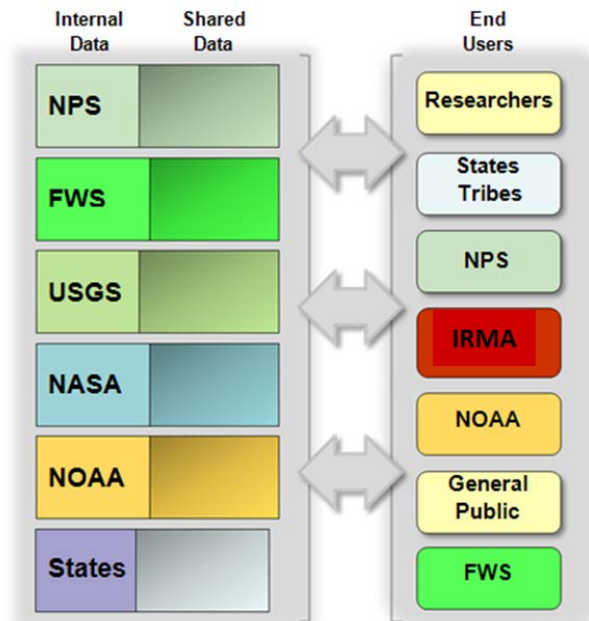 Internal Data
Shared Data
End Users
NPS
FWS
USGS
NASA
NOAA
States
Researchers
States
Tribes
NPS
IRMA
NOAA
General
Public
FWS